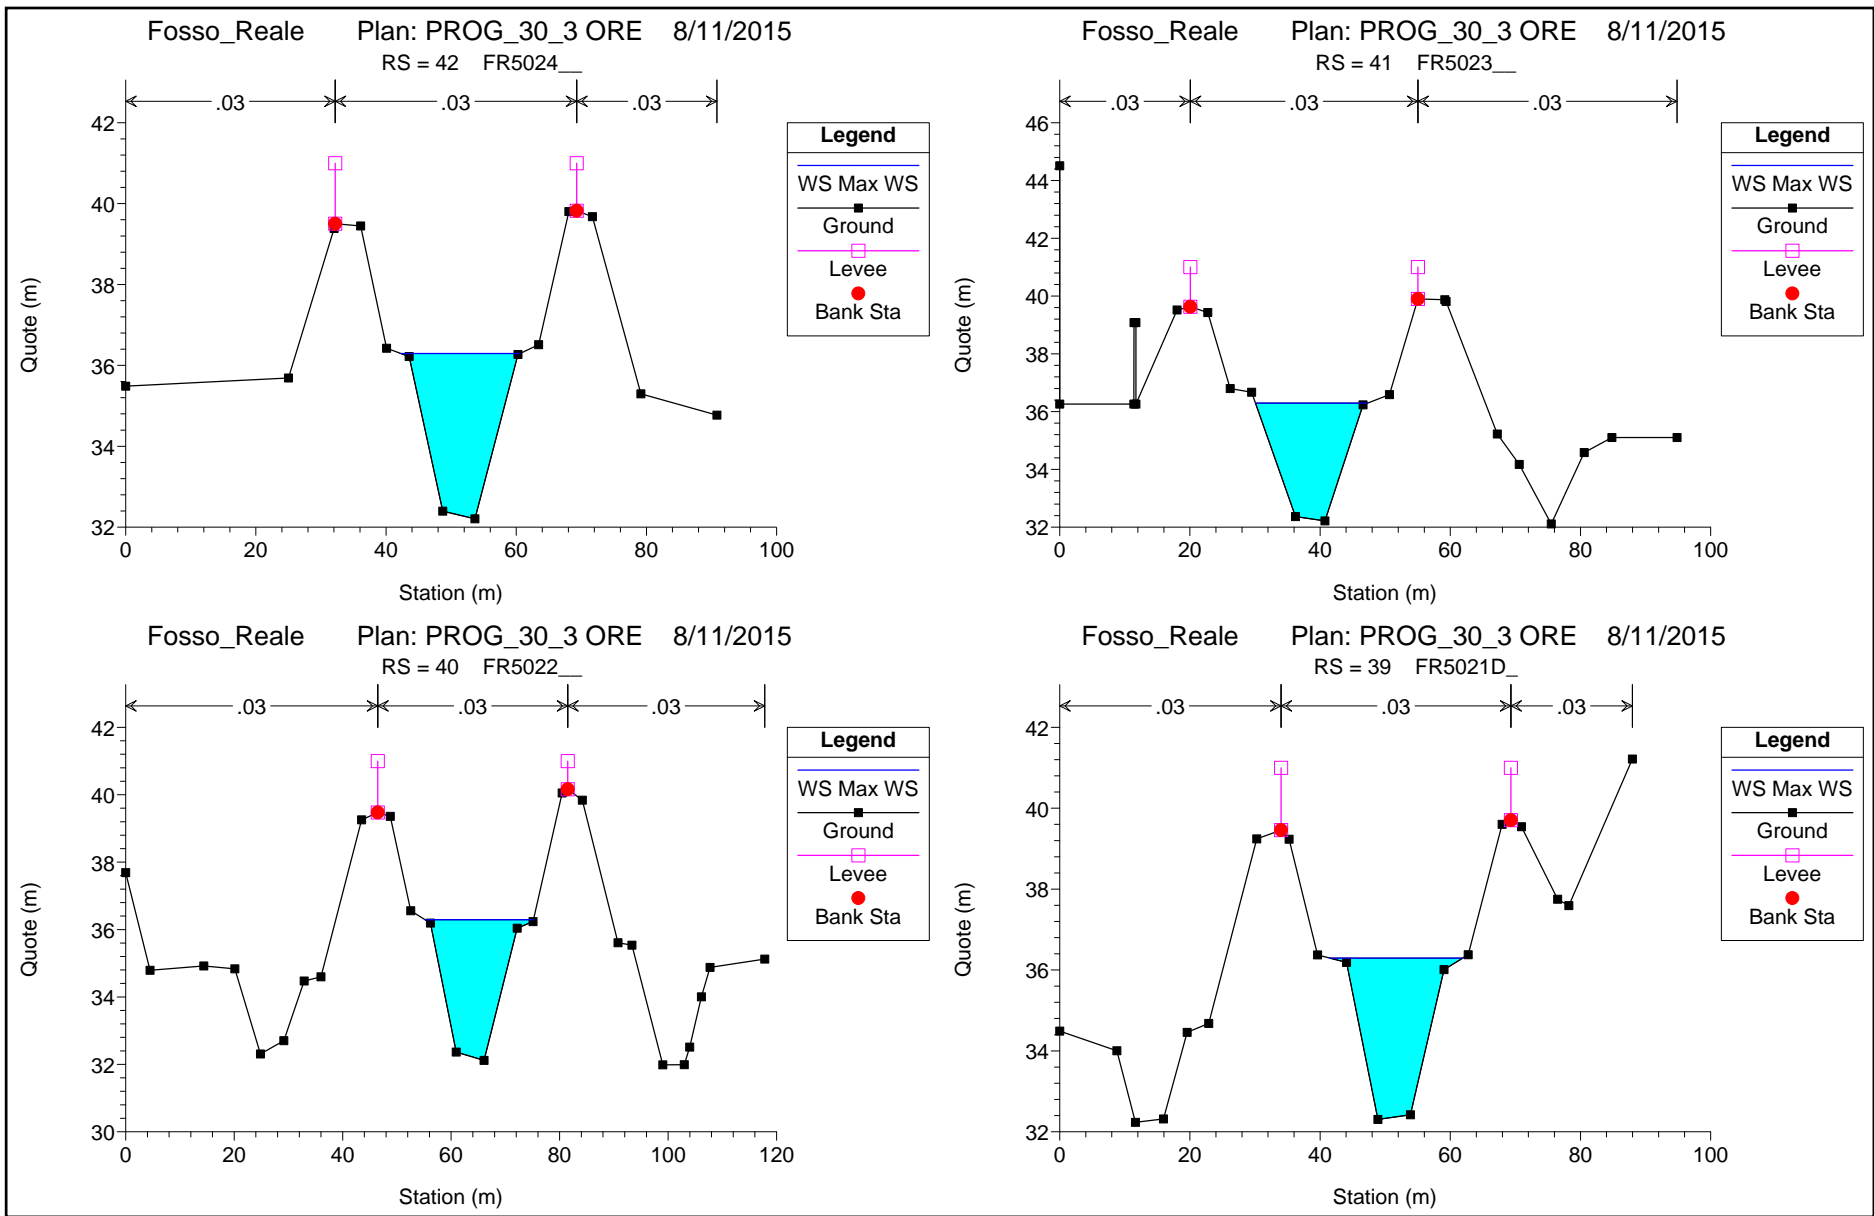 Fosso_Reale Plan: PROG_30_3 ORE 8/11/2015
RS = 42 FR5024__
.03 .03 .03
42
40
38
36
34
32
0 20 40 60 80 100
Station (m)
Quote (m)
Legend
WS Max WS
Ground
Levee
Bank Sta
Fosso_Reale Plan: PROG_30_3 ORE 8/11/2015
RS = 41 FR5023__
.03 .03 .03
46
44
42
40
38
36
34
32
0 20 40 60 80 100
Station (m)
Quote (m)
Legend
WS Max WS
Ground
Levee
Bank Sta
Fosso_Reale Plan: PROG_30_3 ORE 8/11/2015
RS = 40 FR5022__
.03 .03 .03
42
40
38
36
34
32
30
0 20 40 60 80 100 120
Station (m)
Quote (m)
Legend
WS Max WS
Ground
Levee
Bank Sta
Fosso_Reale Plan: PROG_30_3 ORE 8/11/2015
RS = 39 FR5021D_
.03 .03 .03
42
40
38
36
34
32
0 20 40 60 80 100
Station (m)
Quote (m)
Legend
WS Max WS
Ground
Levee
Bank Sta